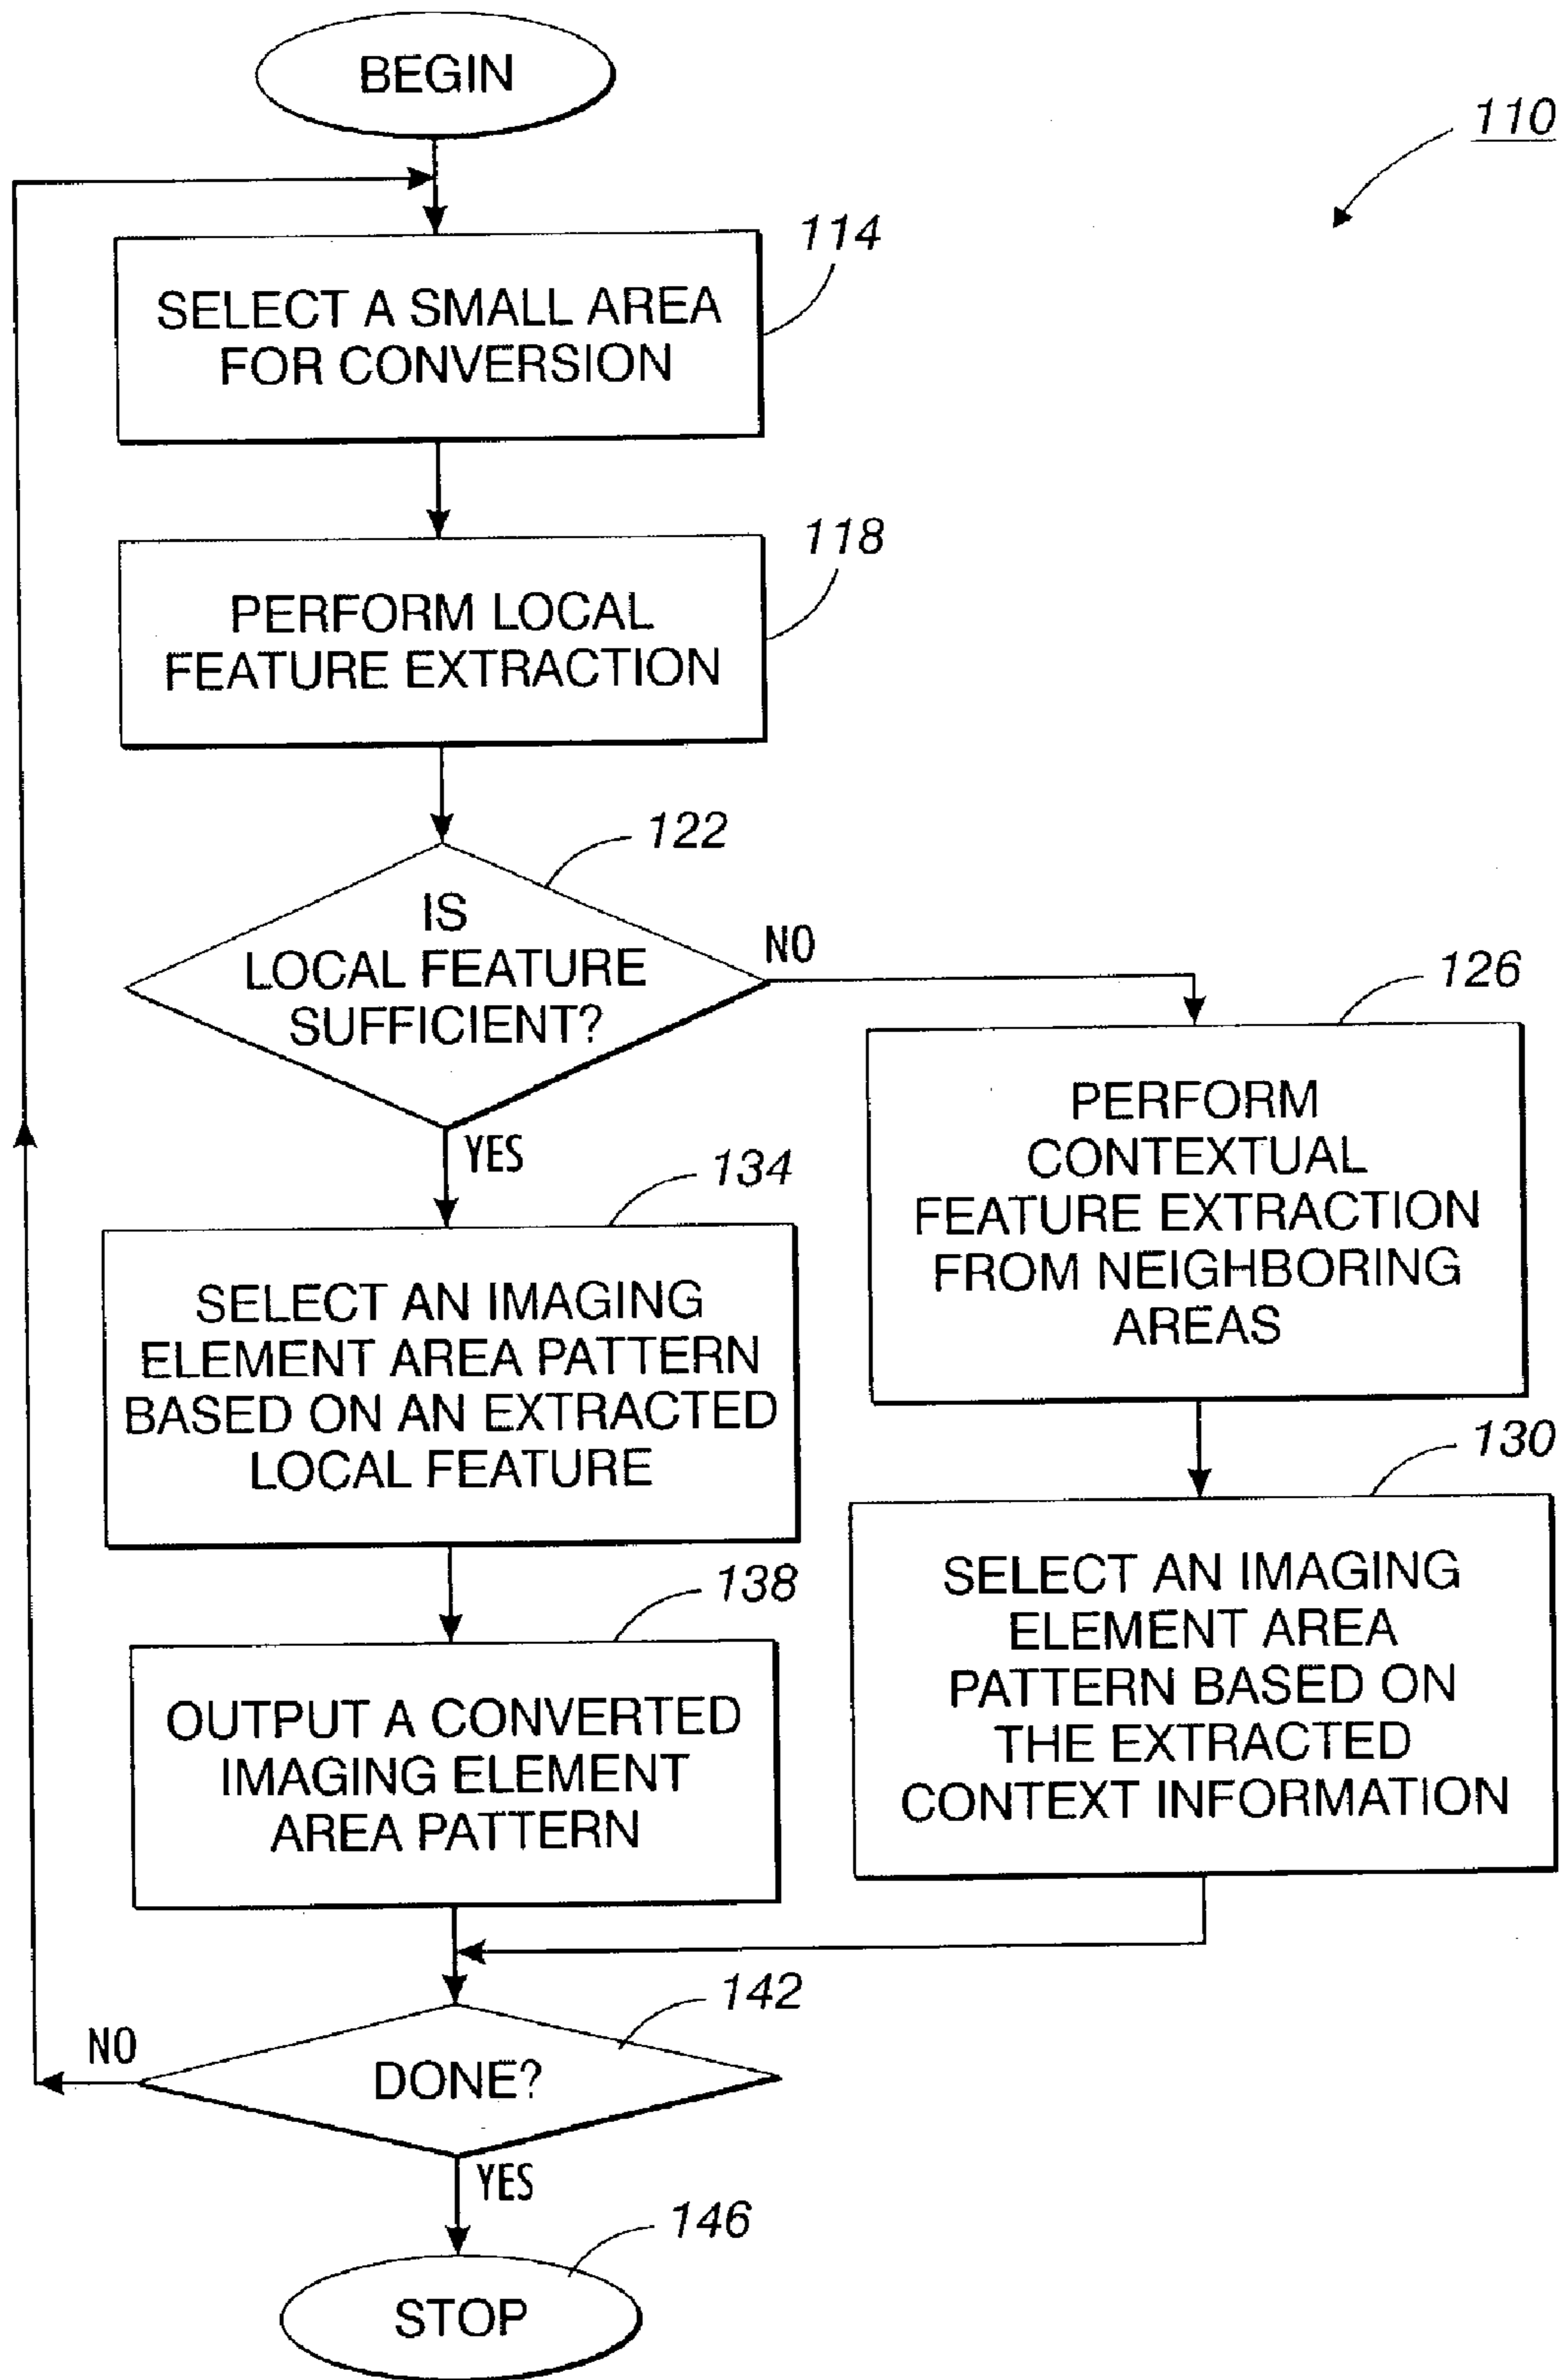 BEGIN
110
114
SELECT A SMALL AREA
FOR CONVERSION
118
PERFORM LOCAL
FEATURE EXTRACTION
122
IS
LOCAL FEATURE
SUFFICIENT?
NO
YES
126
PERFORM
CONTEXTUAL
FEATURE EXTRACTION
FROM NEIGHBORING
AREAS
134
SELECT AN IMAGING
ELEMENT AREA PATTERN
BASED ON AN EXTRACTED
LOCAL FEATURE
130
SELECT AN IMAGING
ELEMENT AREA
PATTERN BASED ON
THE EXTRACTED
CONTEXT INFORMATION
138
OUTPUT A CONVERTED
IMAGING ELEMENT
AREA PATTERN
142
NO
DONE?
YES
146
STOP